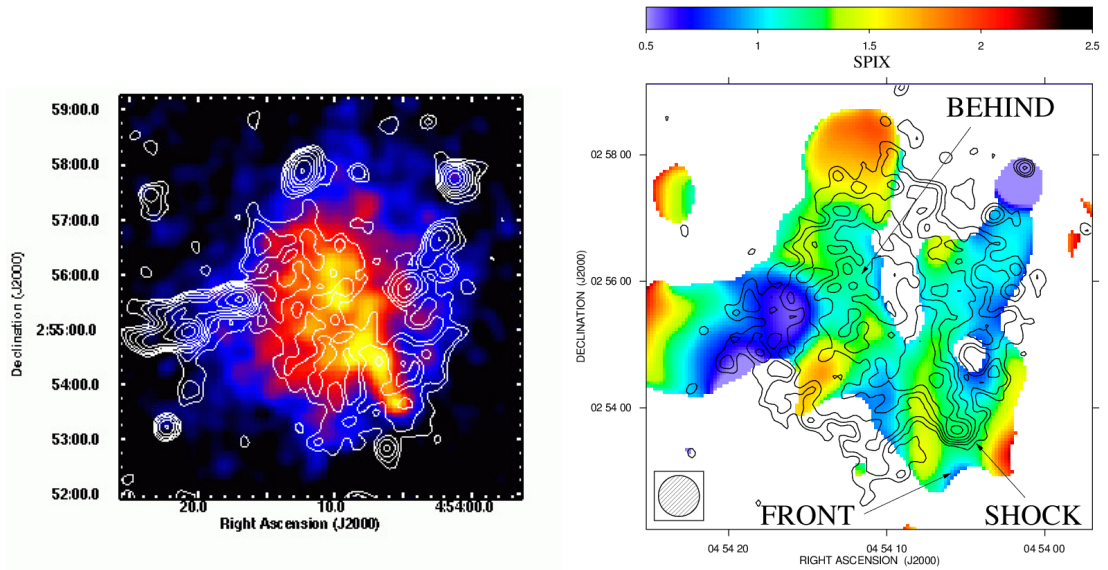 59:00.0
58:00.0
57:00.0
56:00.0
2:55:00.0
54:00.0
53:00.0
52:00.0
Declination (J2000)
20.0 10.0 4:54:00.0
Right Ascension (J2000)
0.5 1 1.5 2 2.5
SPIX
BEHIND
02 58 00
02 56 00
02 54 00
DECLINATION (J2000)
FRONT SHOCK
04 54 20 04 54 10 04 54 00
RIGHT ASCENSION (J2000)